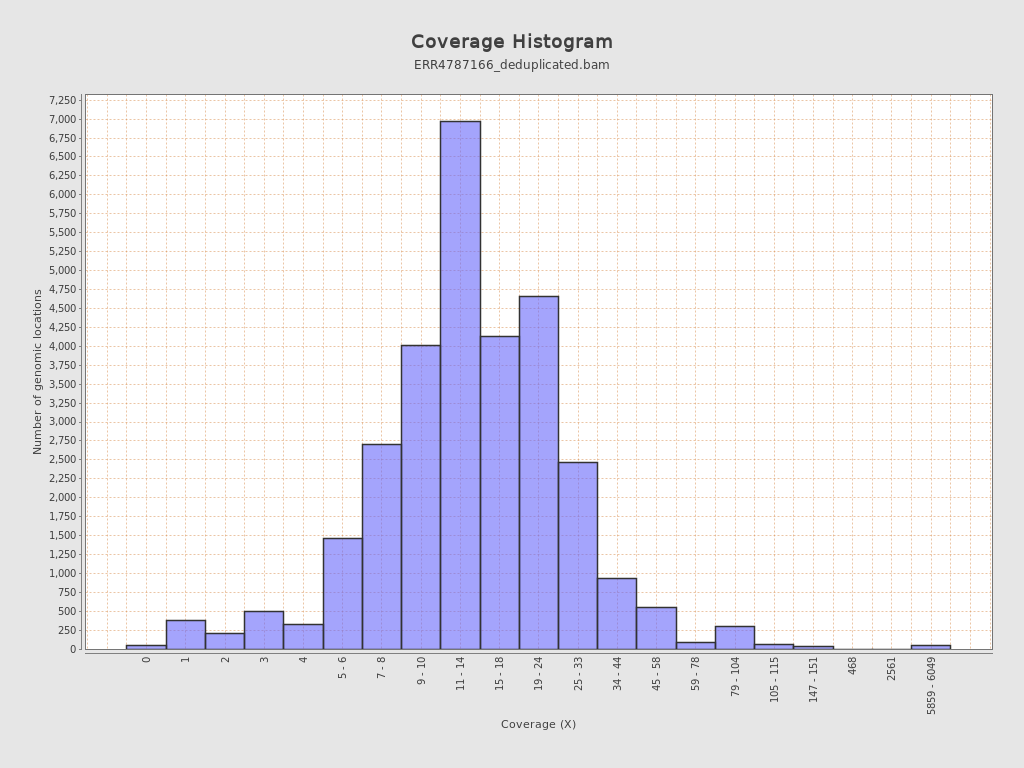 Coverage Histogram
ERR4787166_deduplicated.bam
Number of genomic locations
7,250
7,000
6,750
6,500
6,250
6,000
5,750
5,500
5,250
5,000
4,750
4,500
4,250
4,000
3,750
3,500
3,250
3,000
2,750
2,500
2,250
2,000
1,750
1,500
1,250
1,000
750
500
250
0
0
1
2
3
4
5 - 6
7 - 8
9 - 10
11 - 14
15 - 18
19 - 24
25 - 33
34 - 44
45 - 58
59 - 78
79 - 104
105 - 115
147 - 151
468
2561
5859 - 6049
Coverage (X)